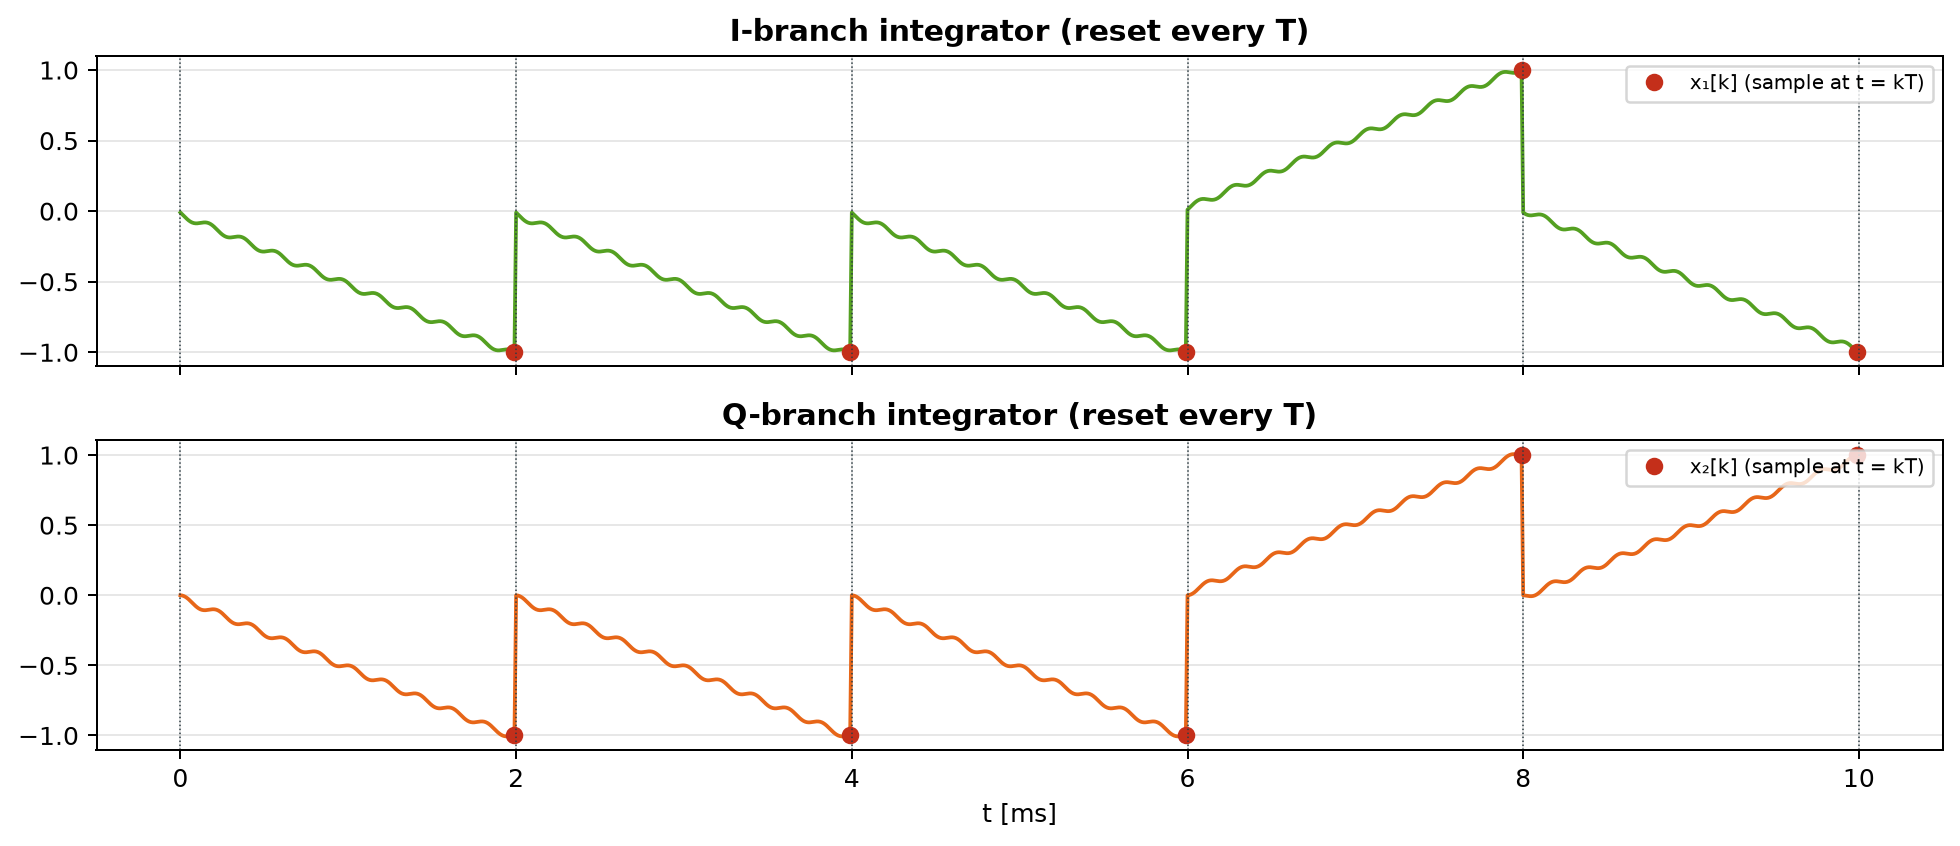 I-branch integrator (reset every T)
1.0
0.5
0.0
−0.5
−1.0
x₁[k] (sample at t = kT)
Q-branch integrator (reset every T)
1.0
0.5
0.0
−0.5
−1.0
x₂[k] (sample at t = kT)
0 2 4 6 8 10
t [ms]